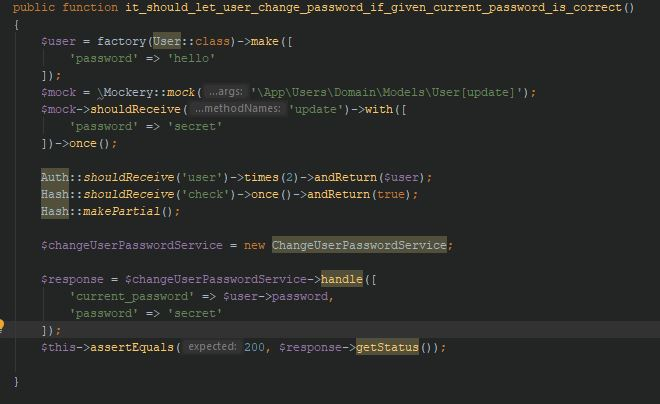 public function it_should_let_user_change_password_if_given_current_password_is_correct()
{
    $user = factory(User::class)->make([
        'password' => 'hello'
    ]);
    $mock = \Mockery::mock( ...args: '\App\Users\Domain\Models\User[update]');
    $mock->shouldReceive( ...methodNames: 'update')->with([
        'password' => 'secret'
    ])->once();

    Auth::shouldReceive('user')->times(2)->andReturn($user);
    Hash::shouldReceive('check')->once()->andReturn(true);
    Hash::makePartial();

    $changeUserPasswordService = new ChangeUserPasswordService;

    $response = $changeUserPasswordService->handle([
        'current_password' => $user->password,
        'password' => 'secret'
    ]);
    $this->assertEquals( expected: 200, $response->getStatus());

}